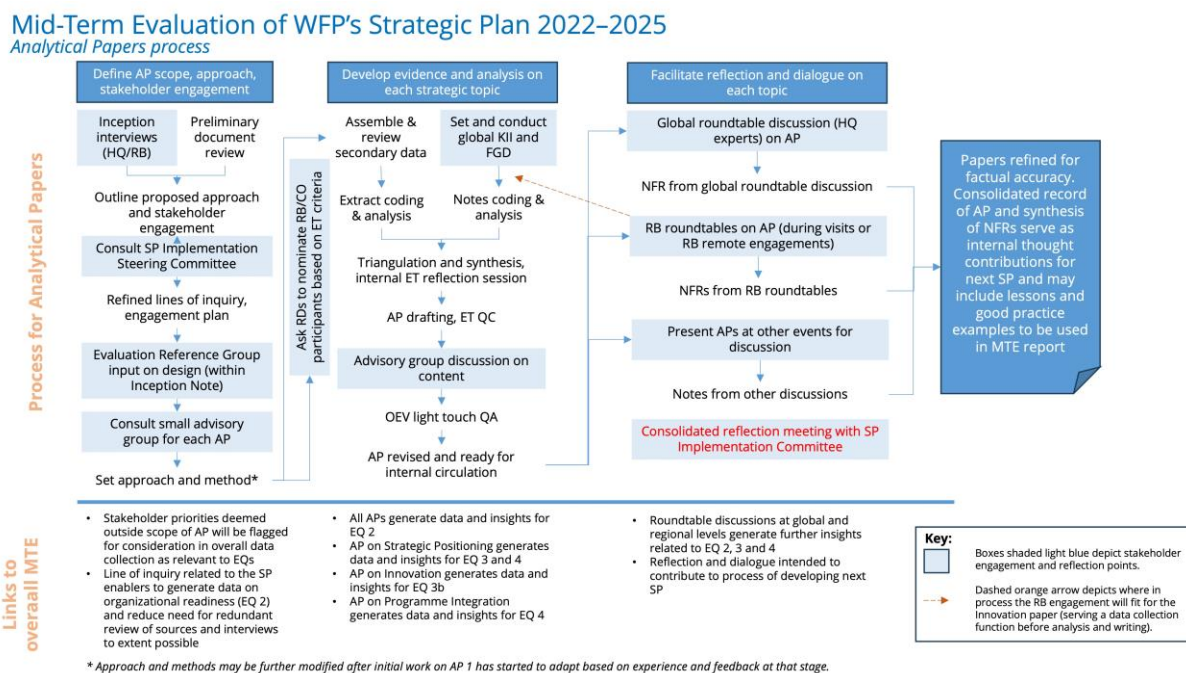 Mid-Term Evaluation of WFP's Strategic Plan 2022–2025
Analytical Papers process
Process for Analytical Papers
Define AP scope, approach,
stakeholder engagement
Inception
interviews
(HQ/RB)
Preliminary
document
review
Outline proposed approach
and stakeholder
engagement
Consult SP Implementation
Steering Committee
Refined lines of inquiry,
engagement plan
Evaluation Reference Group
input on design (within
Inception Note)
Consult small advisory
group for each AP
Set approach and method*
Ask RDs to nominate RB/CO
participants based on ET criteria
Develop evidence and analysis on
each strategic topic
Assemble &
review
secondary data
Set and conduct
global KII and
FGD
Extract coding
& analysis
Notes coding &
analysis
Triangulation and synthesis,
internal ET reflection session
AP drafting, ET QC
Advisory group discussion on
content
OEV light touch QA
AP revised and ready for
internal circulation
Facilitate reflection and dialogue on
each topic
Global roundtable discussion (HQ
experts) on AP
NFR from global roundtable discussion
RB roundtables on AP (during visits or
RB remote engagements)
NFRs from RB roundtables
Present APs at other events for
discussion
Notes from other discussions
Consolidated reflection meeting with SP
Implementation Committee
Papers refined for
factual accuracy.
Consolidated record
of AP and synthesis
of NFRs serve as
internal thought
contributions for
next SP and may
include lessons and
good practice
examples to be used
in MTE report
Links to
overaall MTE
• Stakeholder priorities deemed
outside scope of AP will be flagged
for consideration in overall data
collection as relevant to EQs
• Line of inquiry related to the SP
enablers to generate data on
organizational readiness (EQ 2)
and reduce need for redundant
review of sources and interviews
to extent possible
• All APs generate data and insights for
EQ 2
• AP on Strategic Positioning generates
data and insights for EQ 3 and 4
• AP on Innovation generates data and
insights for EQ 3b
• AP on Programme Integration
generates data and insights for EQ 4
• Roundtable discussions at global and
regional levels generate further insights
related to EQ 2, 3 and 4
• Reflection and dialogue intended to
contribute to process of developing next
SP
Key:
Boxes shaded light blue depict stakeholder
engagement and reflection points.
Dashed orange arrow depicts where in
process the RB engagement will fit for the
Innovation paper (serving a data collection
function before analysis and writing).
* Approach and methods may be further modified after initial work on AP 1 has started to adapt based on experience and feedback at that stage.